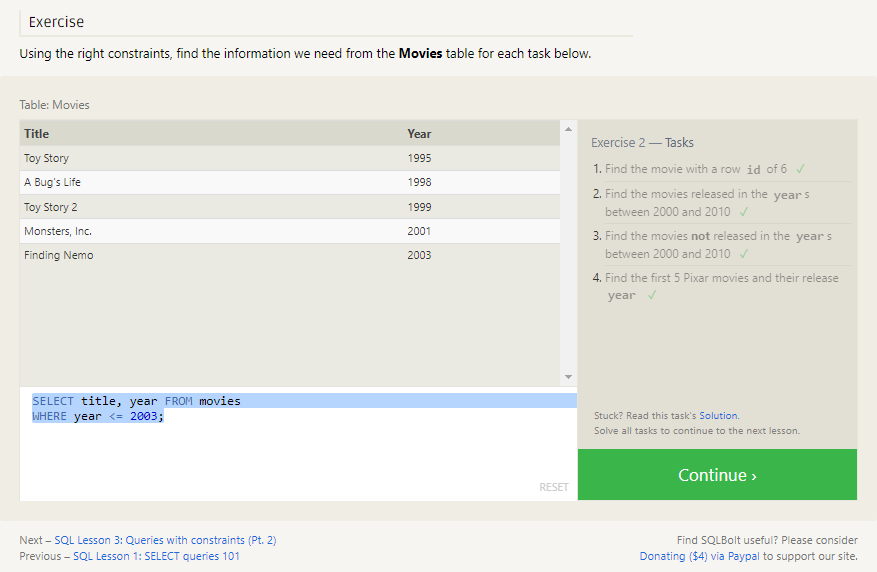 Exercise
Using the right constraints, find the information we need from the Movies table for each task below.
Table: Movies
Title Year
Toy Story 1995
A Bug's Life 1998
Toy Story 2 1999
Monsters, Inc. 2001
Finding Nemo 2003
SELECT title, year FROM movies
WHERE year <= 2003;
RESET
Exercise 2 — Tasks
1. Find the movie with a row id of 6 ✓
2. Find the movies released in the year s
between 2000 and 2010 ✓
3. Find the movies not released in the year s
between 2000 and 2010 ✓
4. Find the first 5 Pixar movies and their release
year ✓
Stuck? Read this task's Solution.
Solve all tasks to continue to the next lesson.
Continue ›
Next – SQL Lesson 3: Queries with constraints (Pt. 2)
Previous – SQL Lesson 1: SELECT queries 101
Find SQLBolt useful? Please consider
Donating ($4) via Paypal to support our site.